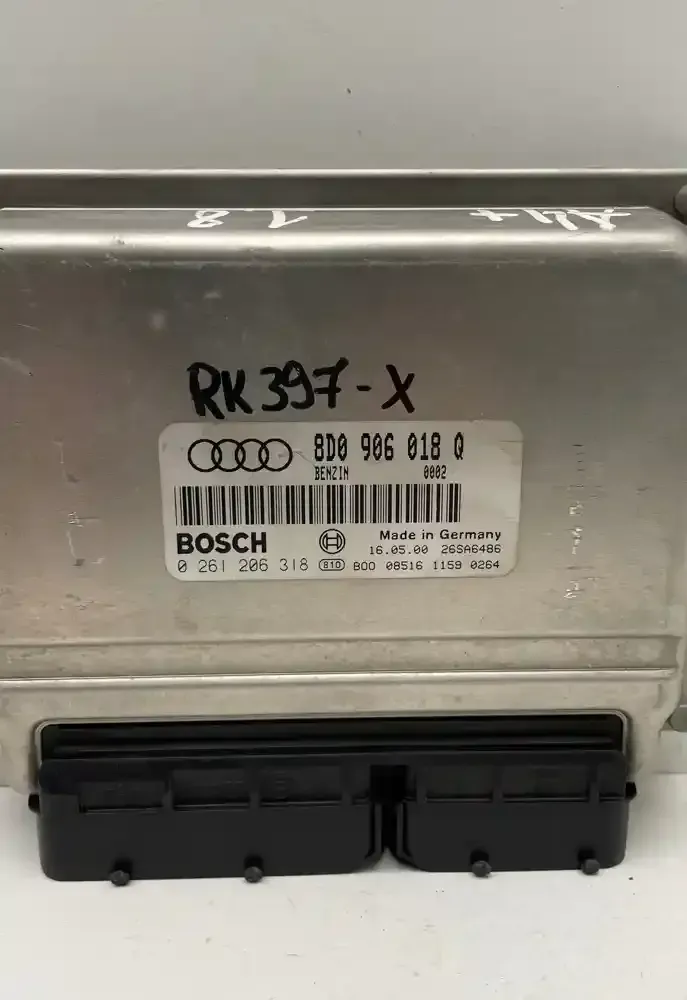 1.8
RK397-X
8D0 906 018 Q
BENZIN 0002
BOSCH Made in Germany
16.05.00 26SA6486
0 261 206 318 810 B00 08516 1159 0264